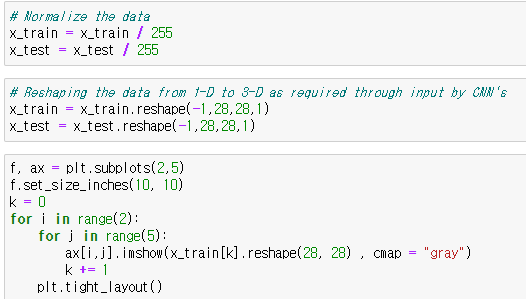 # Normalize the data
x_train = x_train / 255
x_test = x_test / 255
# Reshaping the data from 1-D to 3-D as required through input by CNN's
x_train = x_train.reshape(-1,28,28,1)
x_test = x_test.reshape(-1,28,28,1)
f, ax = plt.subplots(2,5)
f.set_size_inches(10, 10)
k = 0
for i in range(2):
    for j in range(5):
        ax[i,j].imshow(x_train[k].reshape(28, 28) , cmap = "gray")
        k += 1
    plt.tight_layout()